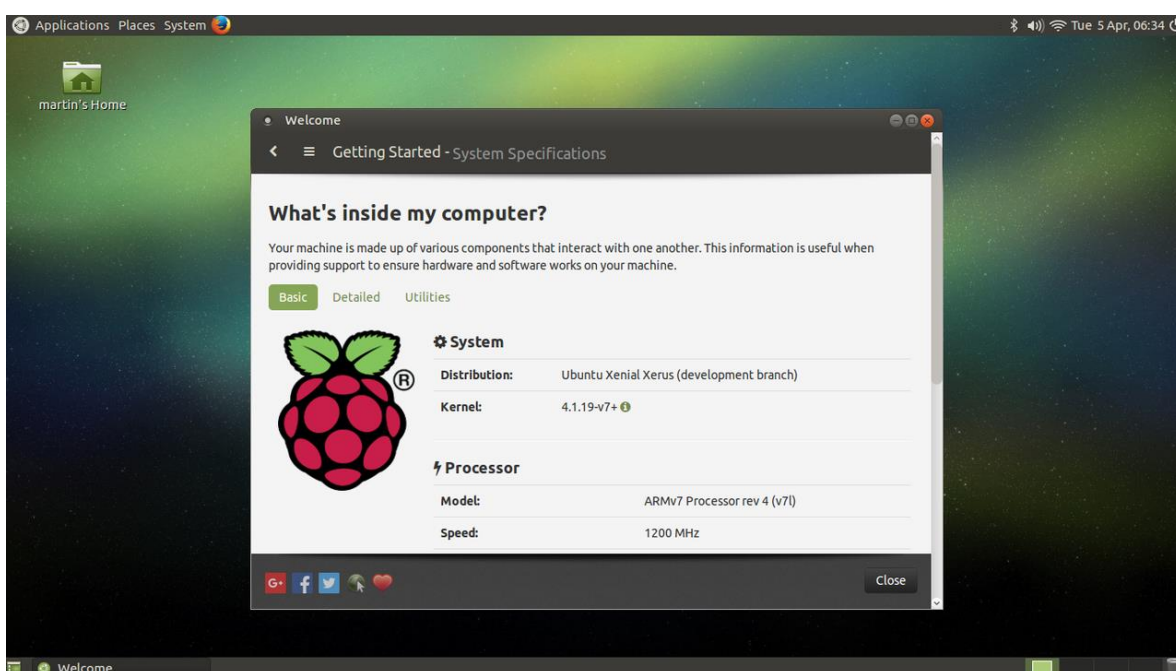 Applications Places System
Tue 5 Apr, 06:34
martin's Home
Welcome
Getting Started - System Specifications
What's inside my computer?
Your machine is made up of various components that interact with one another. This information is useful when
providing support to ensure hardware and software works on your machine.
Basic Detailed Utilities
®
System
Distribution: Ubuntu Xenial Xerus (development branch)
Kernel: 4.1.19-v7+
Processor
Model: ARMv7 Processor rev 4 (v7l)
Speed: 1200 MHz
G+ f
Close
Welcome